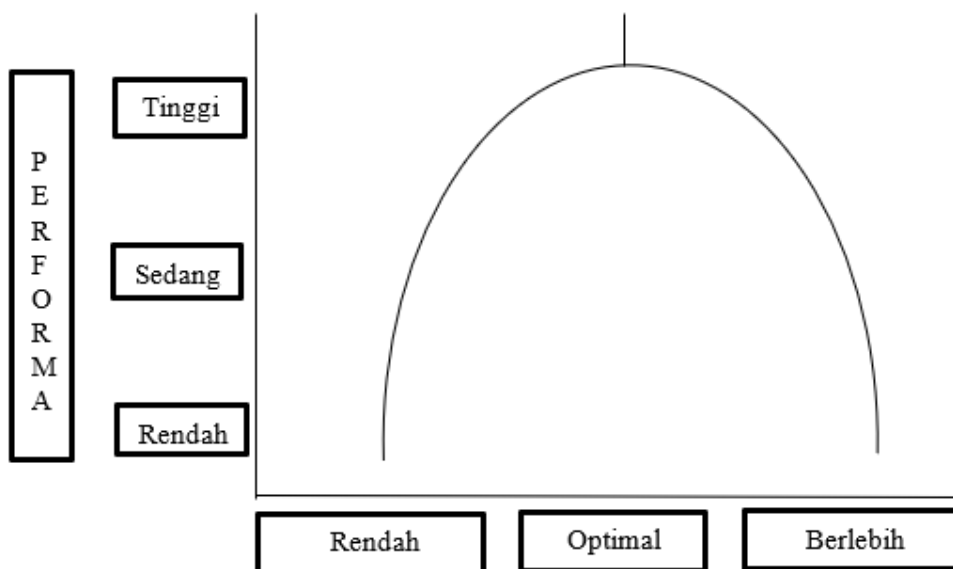 PERFORMA
Tinggi
Sedang
Rendah
Rendah
Optimal
Berlebih